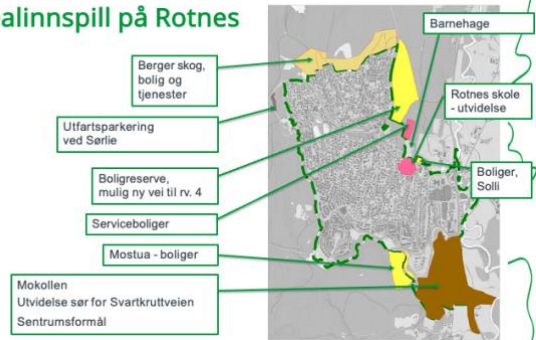 alinnspill på Rotnes
Barnehage
Berger skog,
bolig og
tjenester
Rotnes skole
- utvidelse
Utfartsparkering
ved Sørlie
Boligreserve,
mulig ny vei til rv. 4
Boliger,
Solli
Serviceboliger
Mostua - boliger
Mokollen
Utvidelse sør for Svartkruttveien
Sentrumsformål